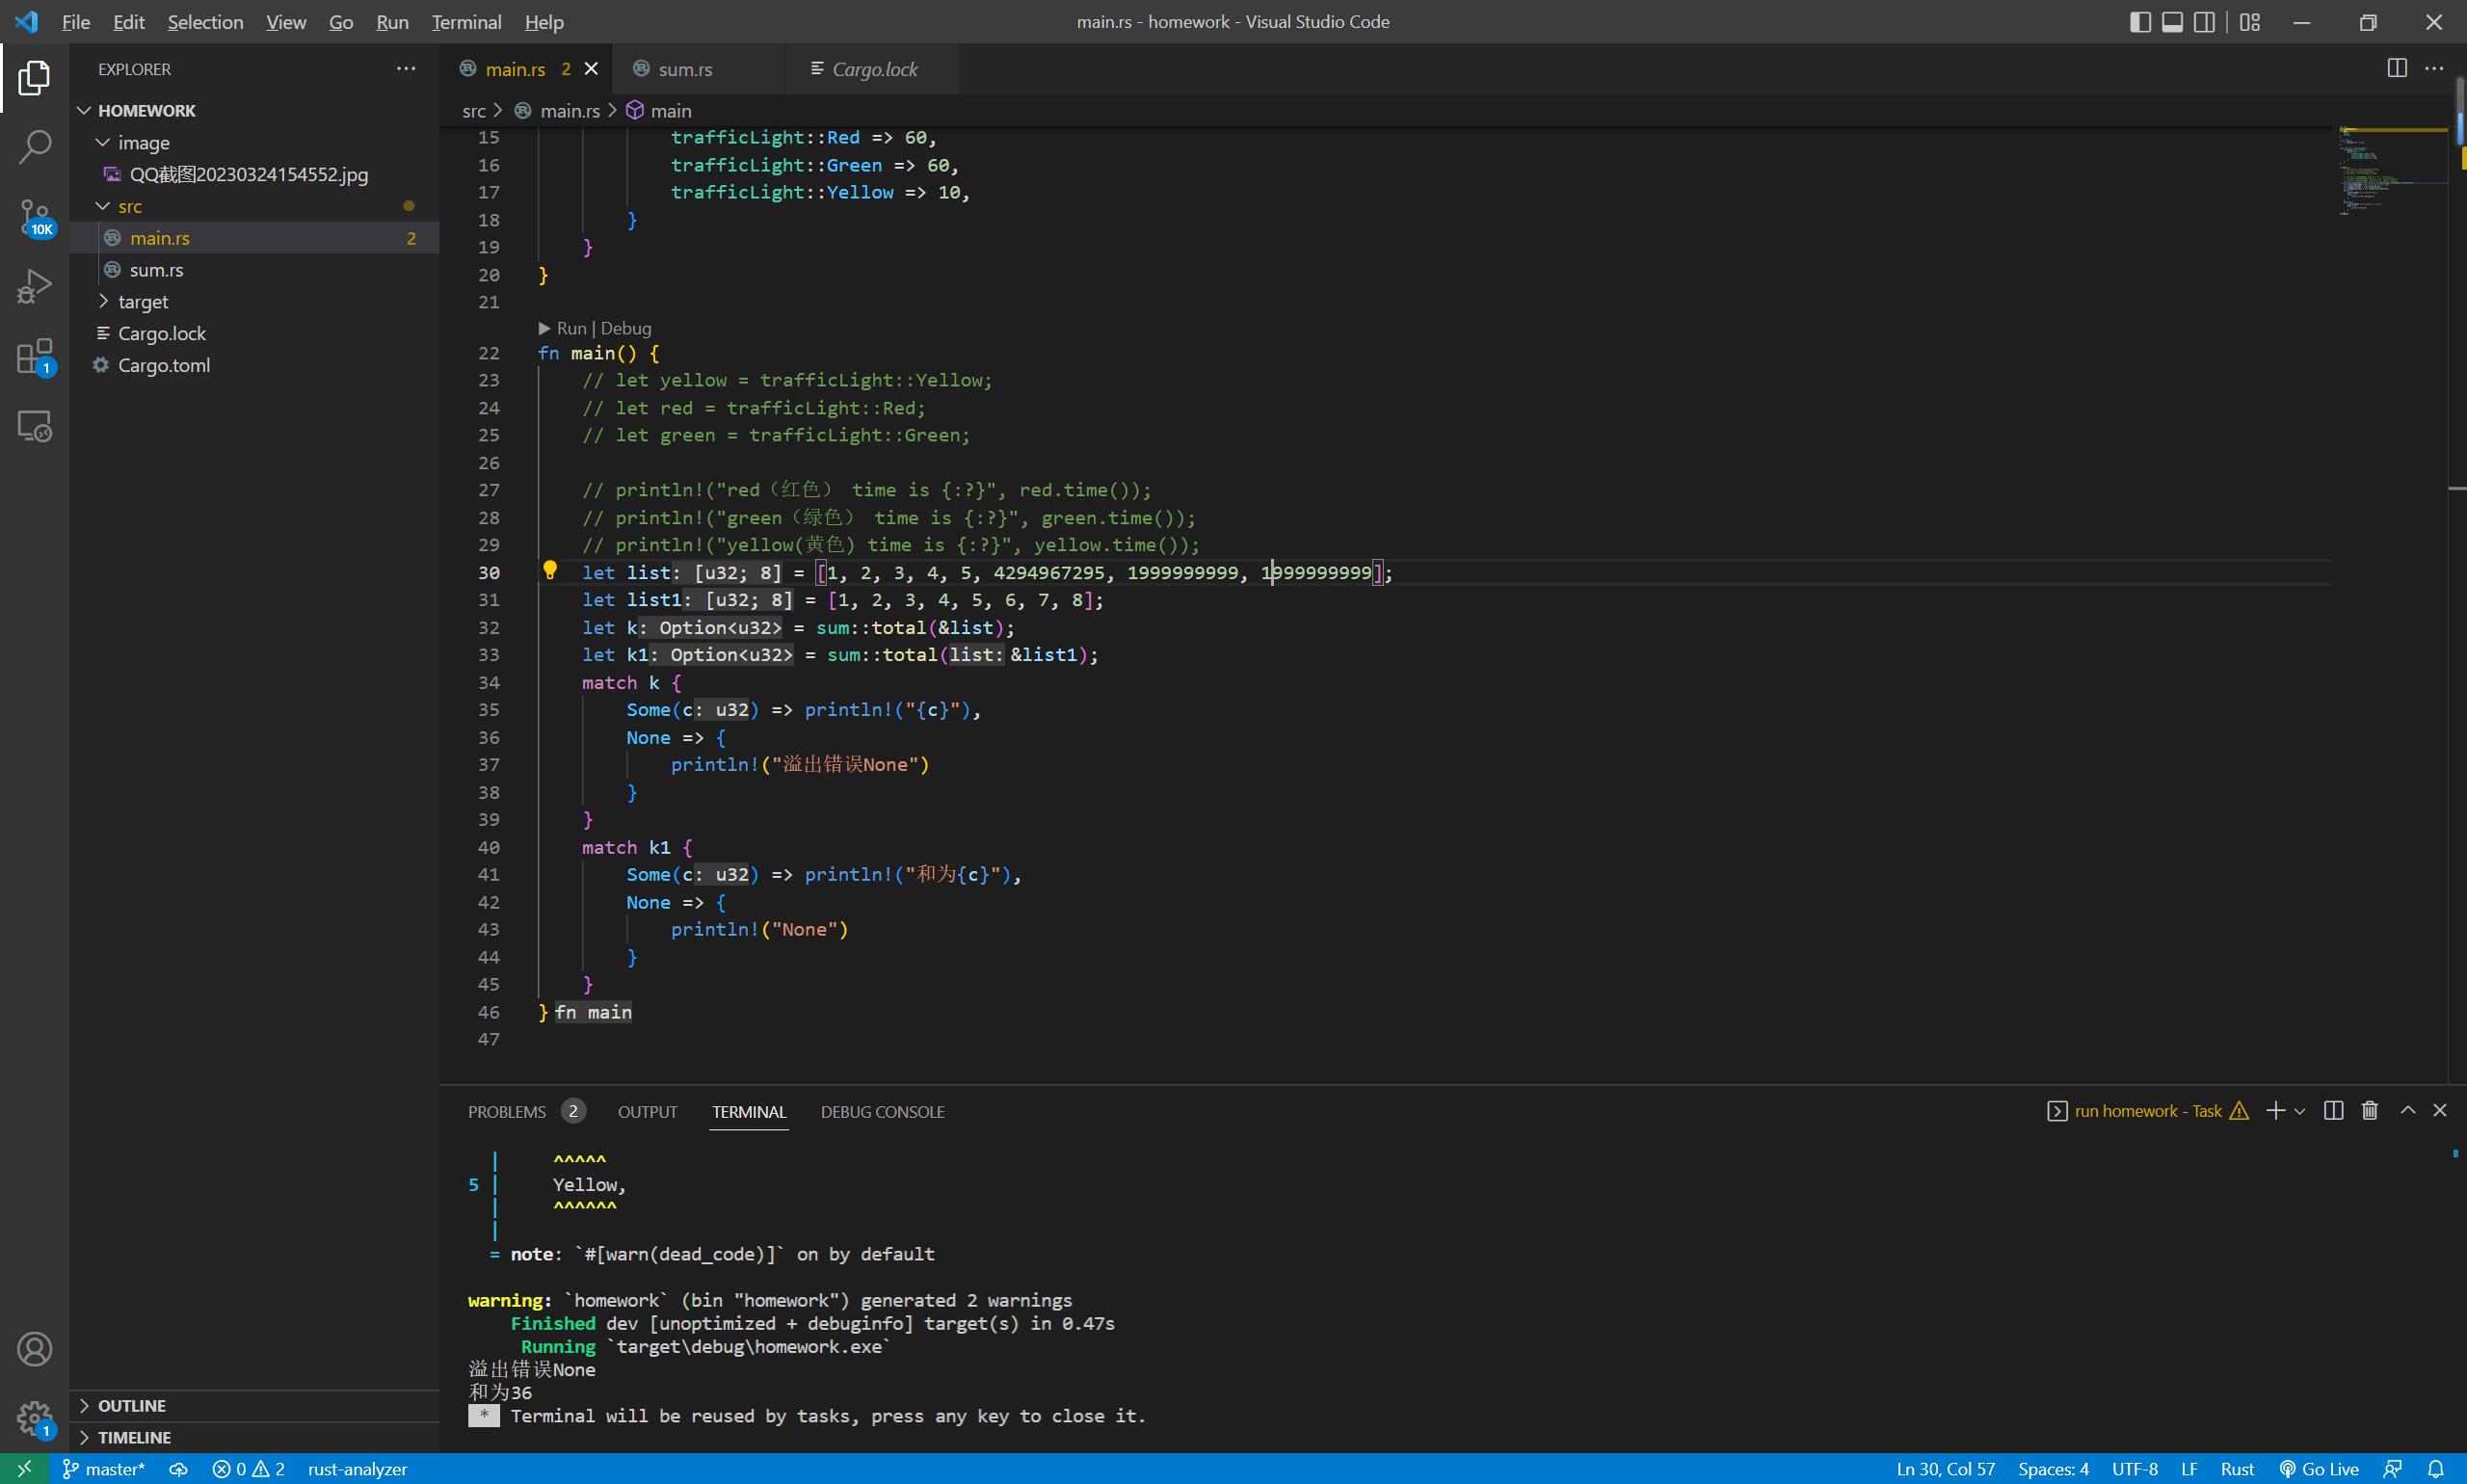 File Edit Selection View Go Run Terminal Help
main.rs - homework - Visual Studio Code
EXPLORER
main.rs 2
sum.rs
Cargo.lock
HOMEWORK
image
QQ截图20230324154552.jpg
src
main.rs 2
sum.rs
target
Cargo.lock
Cargo.toml
10K
1
src > main.rs > main
15 trafficLight::Red => 60,
16 trafficLight::Green => 60,
17 trafficLight::Yellow => 10,
18 }
19 }
20 }
21
Run | Debug
22 fn main() {
23 // let yellow = trafficLight::Yellow;
24 // let red = trafficLight::Red;
25 // let green = trafficLight::Green;
26
27 // println!("red（红色） time is {:?}", red.time());
28 // println!("green（绿色） time is {:?}", green.time());
29 // println!("yellow(黄色) time is {:?}", yellow.time());
30 let list: [u32; 8] = [1, 2, 3, 4, 5, 4294967295, 1999999999, 1999999999];
31 let list1: [u32; 8] = [1, 2, 3, 4, 5, 6, 7, 8];
32 let k: Option<u32> = sum::total(&list);
33 let k1: Option<u32> = sum::total(list: &list1);
34 match k {
35 Some(c: u32) => println!("{c}"),
36 None => {
37 println!("溢出错误None")
38 }
39 }
40 match k1 {
41 Some(c: u32) => println!("和为{c}"),
42 None => {
43 println!("None")
44 }
45 }
46 } fn main
47
PROBLEMS 2 OUTPUT TERMINAL DEBUG CONSOLE
run homework - Task
| ^^^^^
5 | Yellow,
| ^^^^^^
|
= note: `#[warn(dead_code)]` on by default
warning: `homework` (bin "homework") generated 2 warnings
Finished dev [unoptimized + debuginfo] target(s) in 0.47s
Running `target\debug\homework.exe`
溢出错误None
和为36
* Terminal will be reused by tasks, press any key to close it.
OUTLINE
TIMELINE
1
master* 0 2 rust-analyzer
Ln 30, Col 57 Spaces: 4 UTF-8 LF Rust Go Live